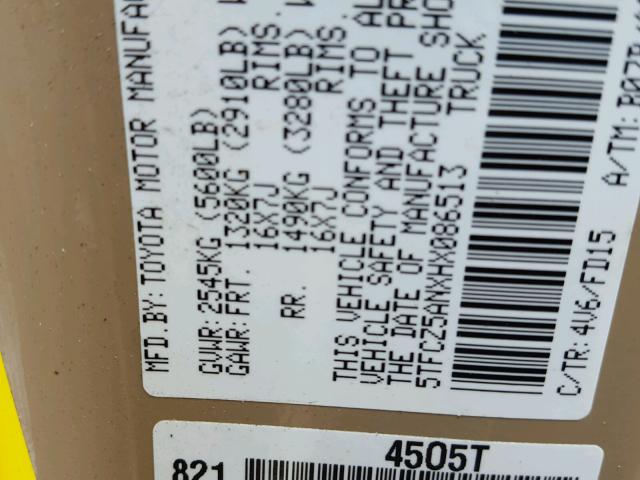 MFD.BY:TOYOTA MOTOR MANUFAC
GVWR:2545KG (5600LB)
GAWR:FRT. 1320KG (2910LB) W
16X7J RIMS.
RR. 1490KG (3280LB) W
16X7J RIMS.
THIS VEHICLE CONFORMS TO AL
VEHICLE SAFETY AND THEFT PR
THE DATE OF MANUFACTURE SHO
5TFCZ5ANXHX086513 TRUCK
C/TR: 4V6/FD15 A/TM: B07B
821 4505T